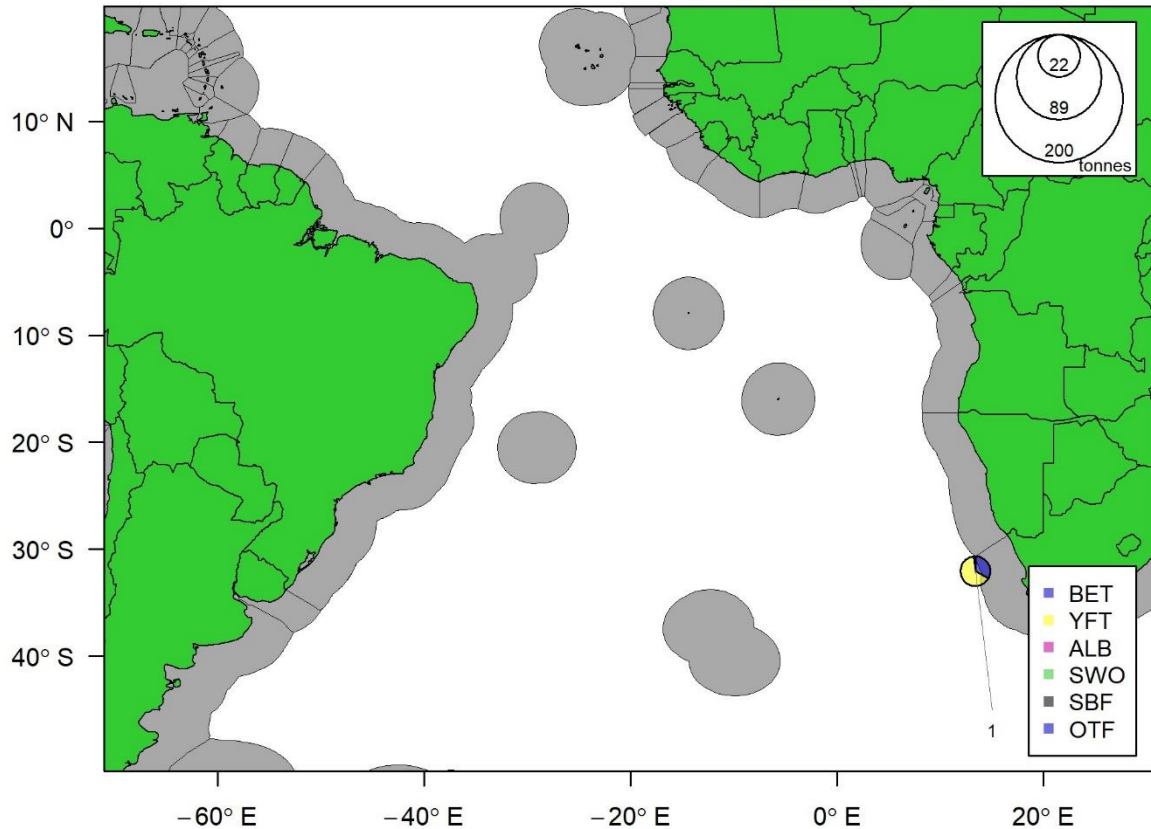 22
89
200
tonnes
10° N
0°
10° S
20° S
30° S
40° S
BET
YFT
ALB
SWO
SBF
OTF
1
−60° E
−40° E
−20° E
0° E
20° E